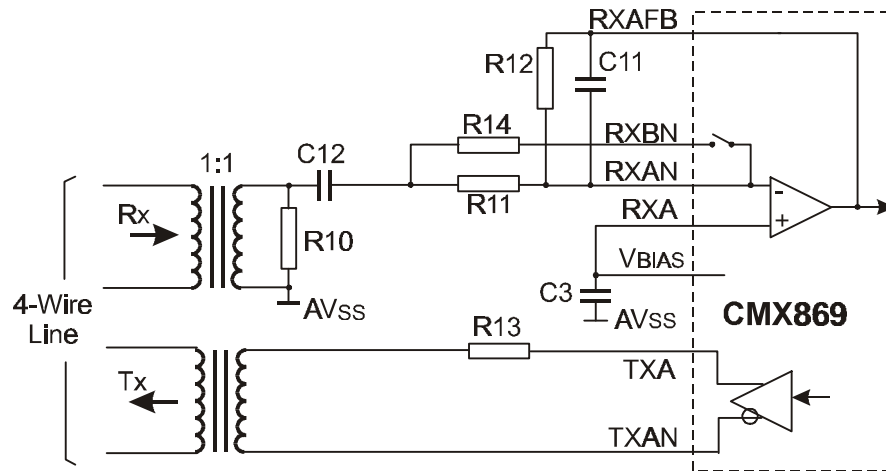 RXAFB
R12
C11
R14
RXBN
1:1
C12
RXAN
R11
Rx
R10
RXA
VBIAS
4-Wire
Line
AVSS
C3
AVSS
CMX869
R13
Tx
TXA
TXAN
-
+